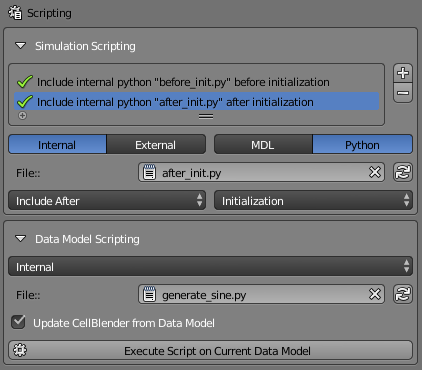 Scripting
Simulation Scripting
Include internal python "before_init.py" before initialization
Include internal python "after_init.py" after initialization
Internal External MDL Python
File:: after_init.py
Include After Initialization
Data Model Scripting
Internal
File:: generate_sine.py
Update CellBlender from Data Model
Execute Script on Current Data Model